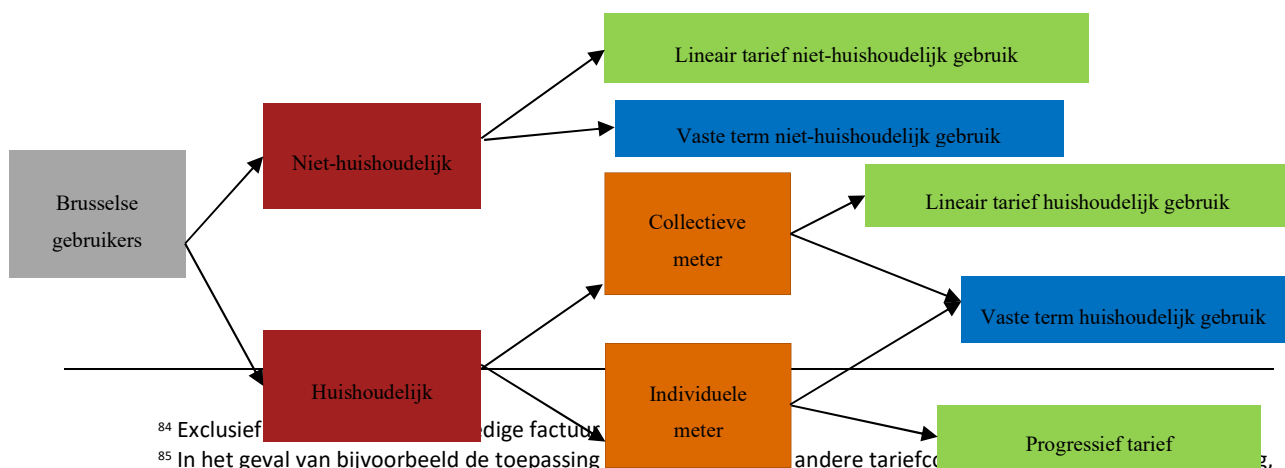 Lineair tarief niet-huishoudelijk gebruik
Vaste term niet-huishoudelijk gebruik
Niet-huishoudelijk
Brusselse
gebruikers
Lineair tarief huishoudelijk gebruik
Collectieve
meter
Vaste term huishoudelijk gebruik
Huishoudelijk
Individuele
meter
Progressief tarief
84 Exclusief factuur
85 In het geval van bijvoorbeeld de toepassing andere